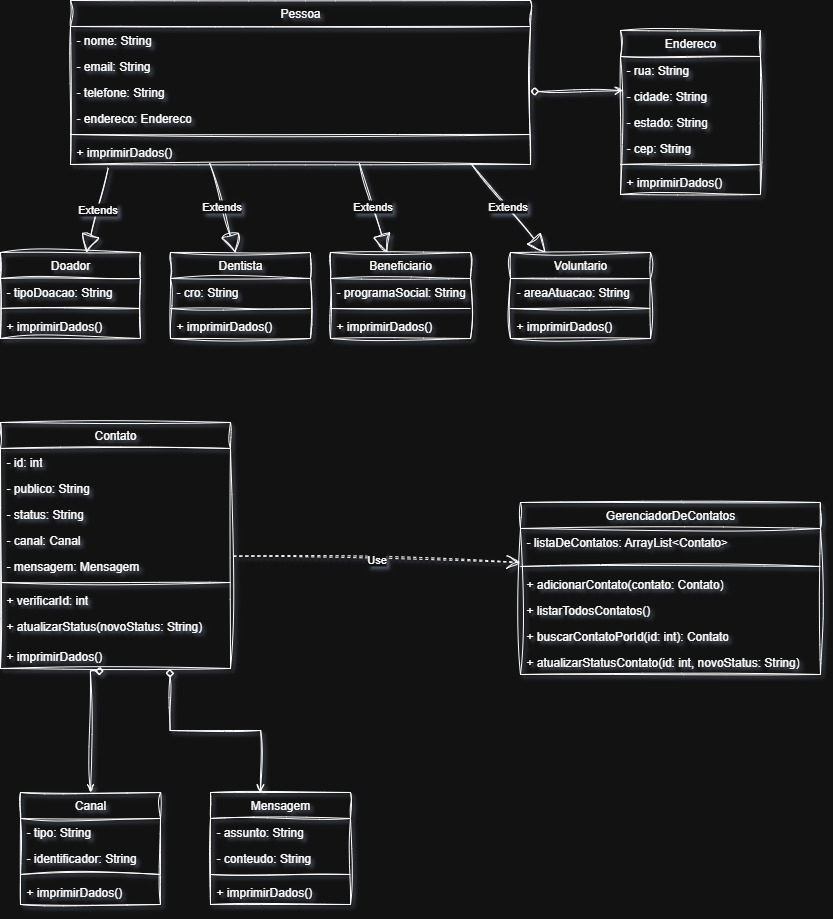 Pessoa
- nome: String
- email: String
- telefone: String
- endereco: Endereco
+ imprimirDados()
Endereco
- rua: String
- cidade: String
- estado: String
- cep: String
+ imprimirDados()
Extends
Extends
Extends
Extends
Doador
- tipoDoacao: String
+ imprimirDados()
Dentista
- cro: String
+ imprimirDados()
Beneficiario
- programaSocial: String
+ imprimirDados()
Voluntario
- areaAtuacao: String
+ imprimirDados()
Contato
- id: int
- publico: String
- status: String
- canal: Canal
- mensagem: Mensagem
+ verificarId: int
+ atualizarStatus(novoStatus: String)
+ imprimirDados()
Use
GerenciadorDeContatos
- listaDeContatos: ArrayList<Contato>
+ adicionarContato(contato: Contato)
+ listarTodosContatos()
+ buscarContatoPorId(id: int): Contato
+ atualizarStatusContato(id: int, novoStatus: String)
Canal
- tipo: String
- identificador: String
+ imprimirDados()
Mensagem
- assunto: String
- conteudo: String
+ imprimirDados()